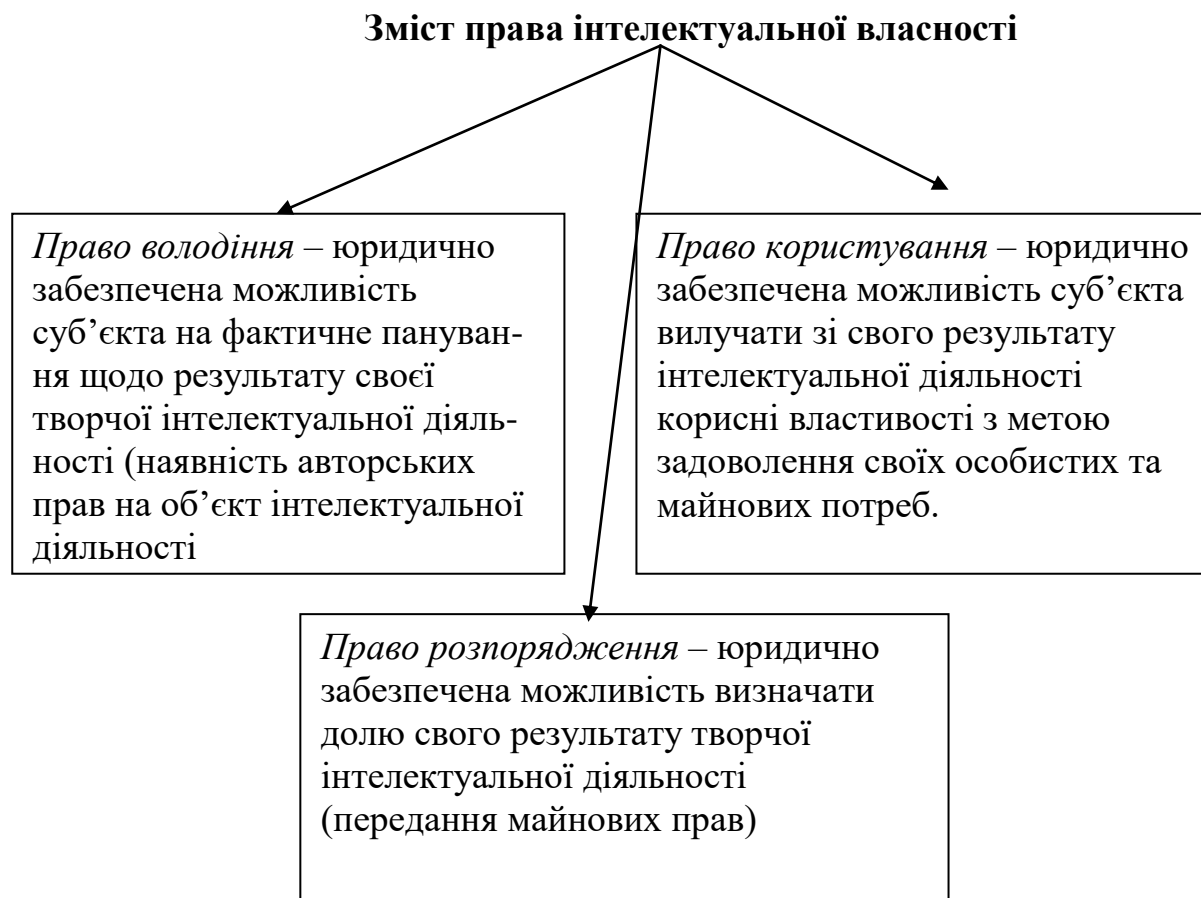 Зміст права інтелектуальної власності
Право володіння – юридично
забезпечена можливість
суб’єкта на фактичне пануван-
ня щодо результату своєї
творчої інтелектуальної діяль-
ності (наявність авторських
прав на об’єкт інтелектуальної
діяльності
Право користування – юридично
забезпечена можливість суб’єкта
вилучати зі свого результату
інтелектуальної діяльності
корисні властивості з метою
задоволення своїх особистих та
майнових потреб.
Право розпорядження – юридично
забезпечена можливість визначати
долю свого результату творчої
інтелектуальної діяльності
(передання майнових прав)